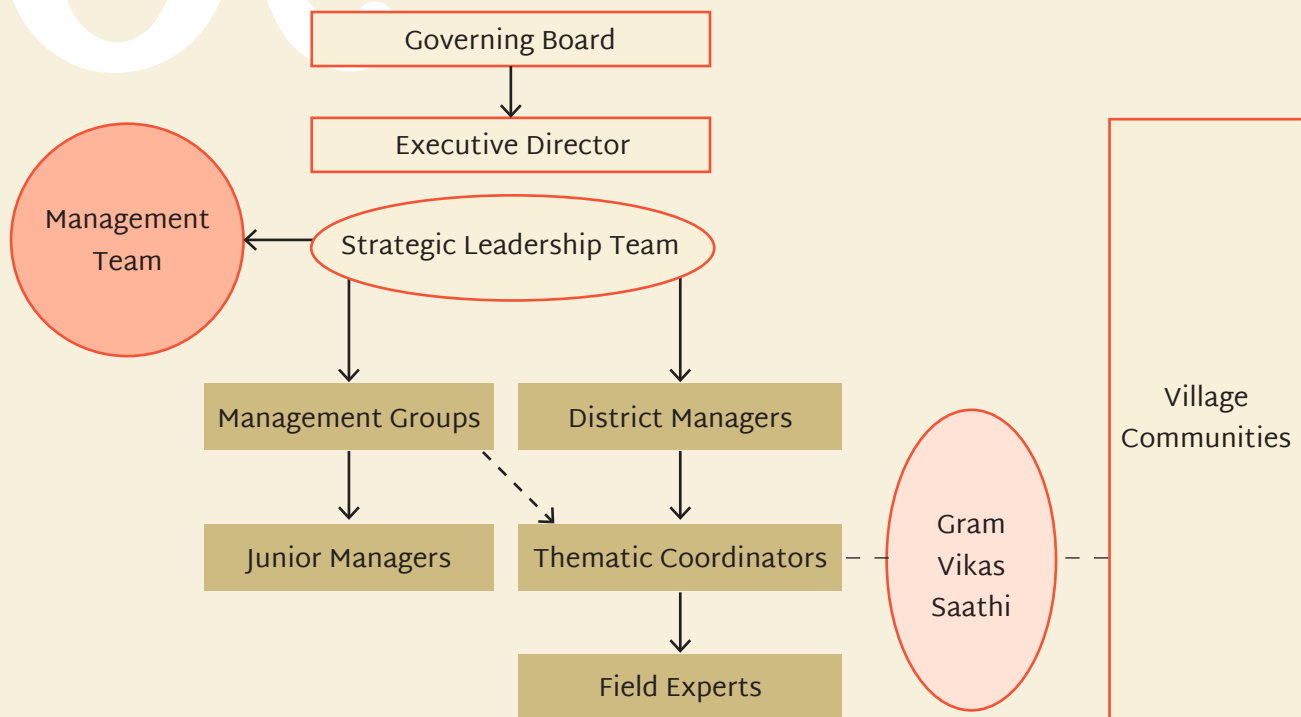 Governing Board
Executive Director
Management
Team
Strategic Leadership Team
Management Groups
District Managers
Village
Communities
Junior Managers
Thematic Coordinators
Gram
Vikas
Saathi
Field Experts